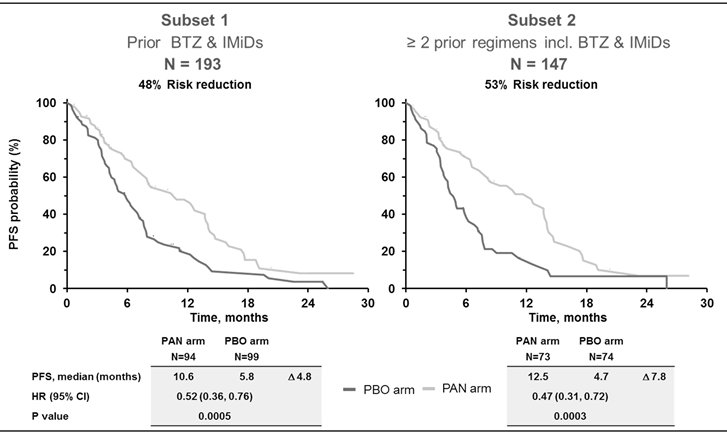 Subset 1
Prior BTZ & IMiDs
N = 193
48% Risk reduction
Subset 2
≥ 2 prior regimens incl. BTZ & IMiDs
N = 147
53% Risk reduction
PFS probability (%)
100
80
60
40
20
0
0 6 12 18 24 30
Time, months
100
80
60
40
20
0
0 6 12 18 24 30
Time, months
PAN arm PBO arm
N=94 N=99
PFS, median (months) 10.6 5.8 Δ 4.8
HR (95% CI) 0.52 (0.36, 0.76)
P value 0.0005
PBO arm PAN arm
PAN arm PBO arm
N=73 N=74
12.5 4.7 Δ 7.8
0.47 (0.31, 0.72)
0.0003